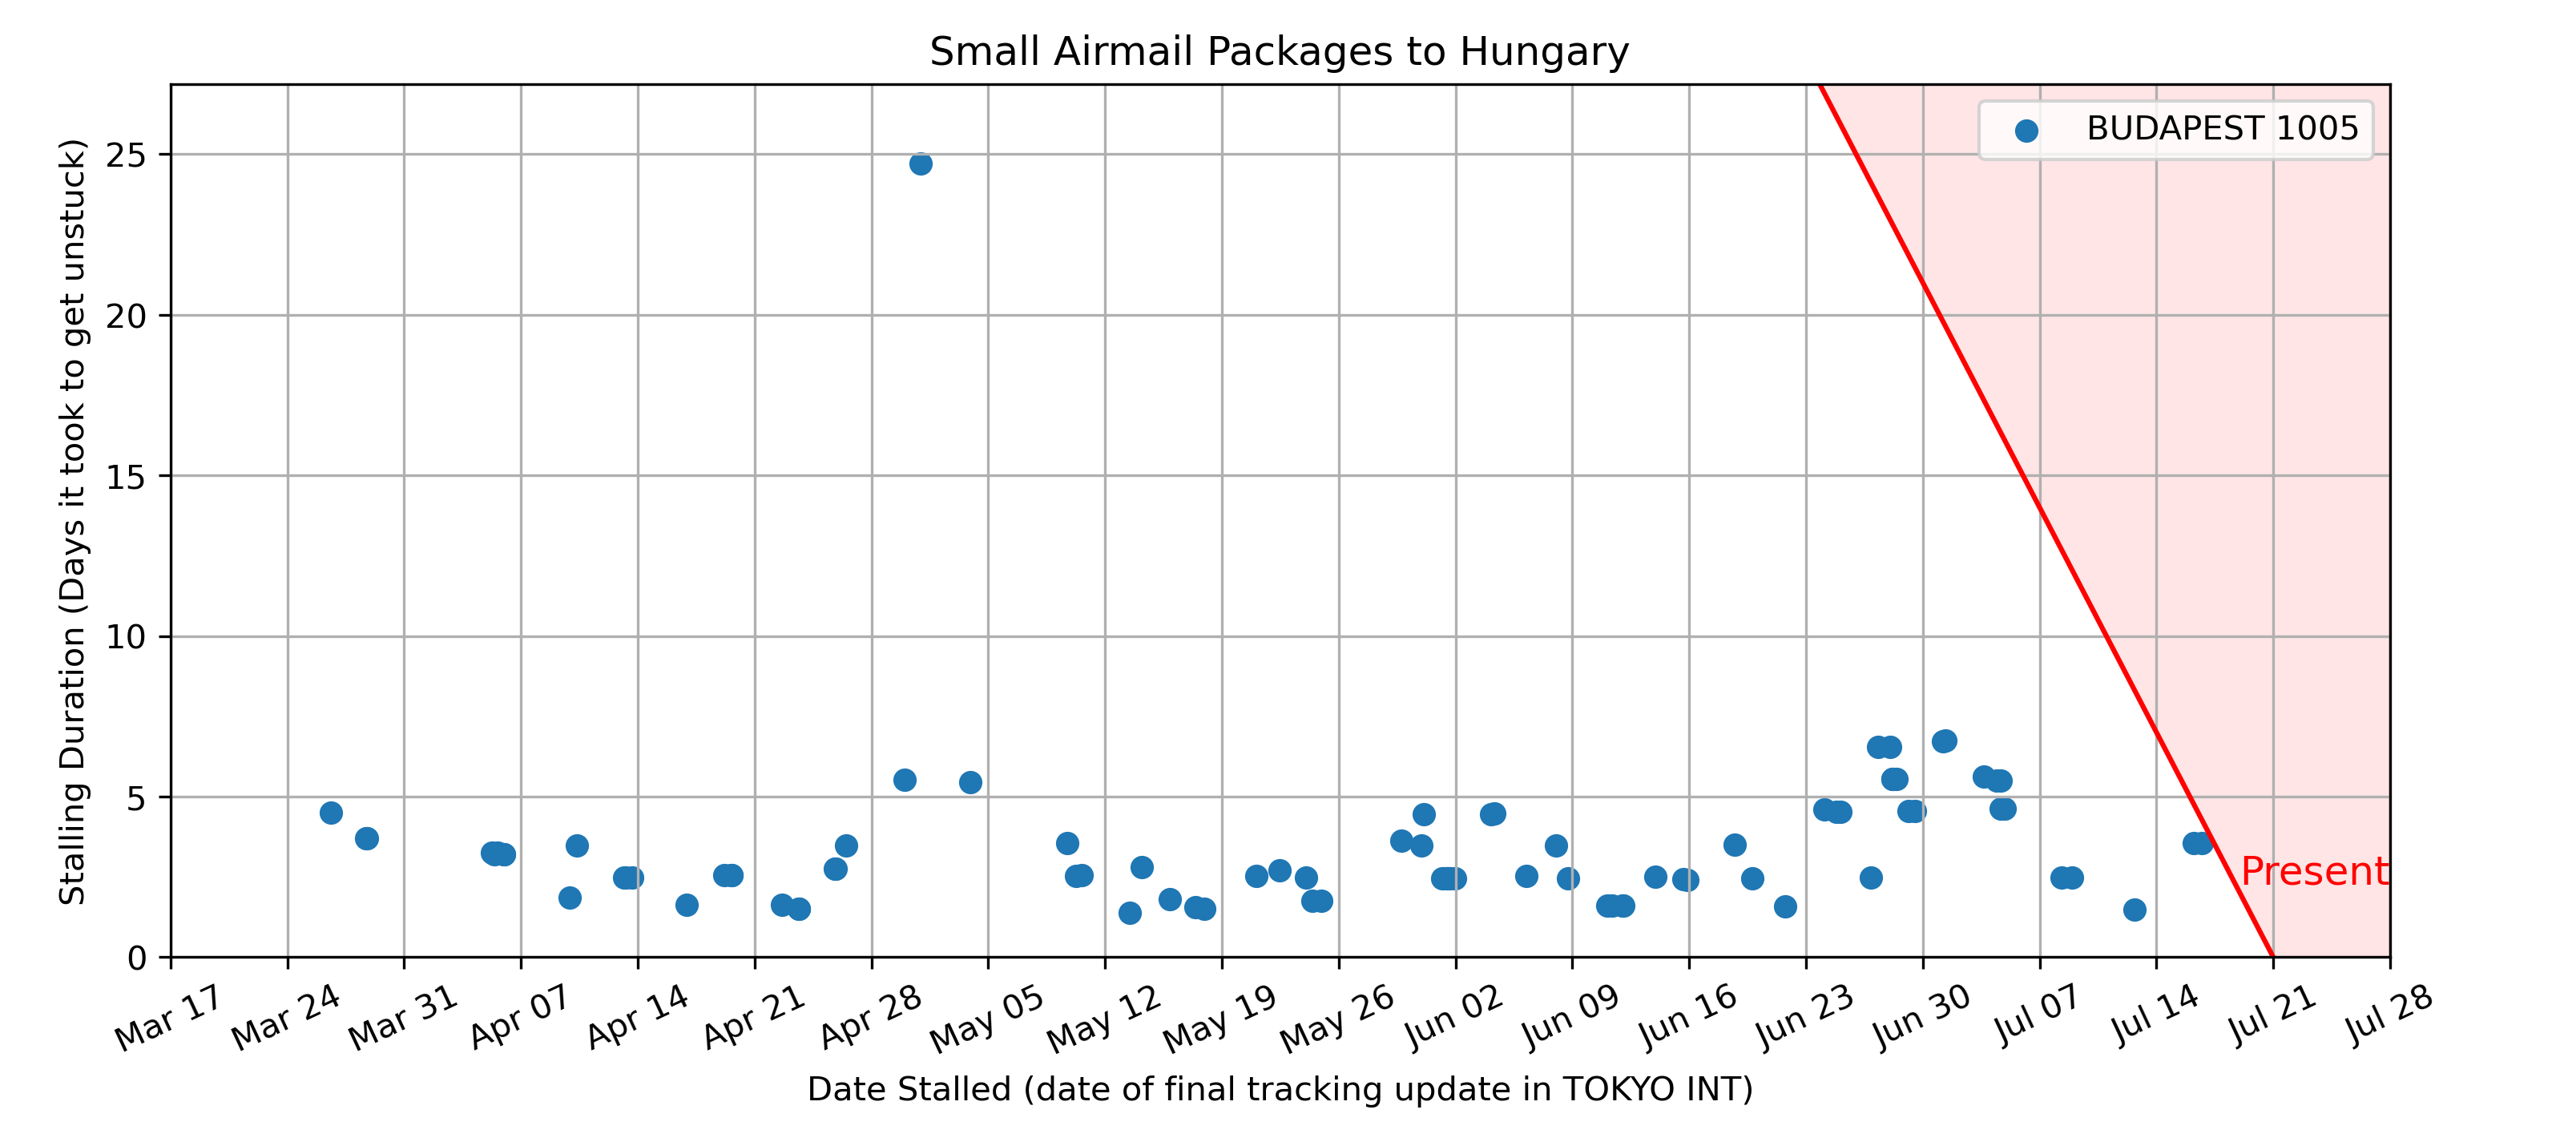 Small Airmail Packages to Hungary
BUDAPEST 1005
Present
Stalling Duration (Days it took to get unstuck)
25
20
15
10
5
0
Mar 17 Mar 24 Mar 31 Apr 07 Apr 14 Apr 21 Apr 28 May 05 May 12 May 19 May 26 Jun 02 Jun 09 Jun 16 Jun 23 Jun 30 Jul 07 Jul 14 Jul 21 Jul 28
Date Stalled (date of final tracking update in TOKYO INT)